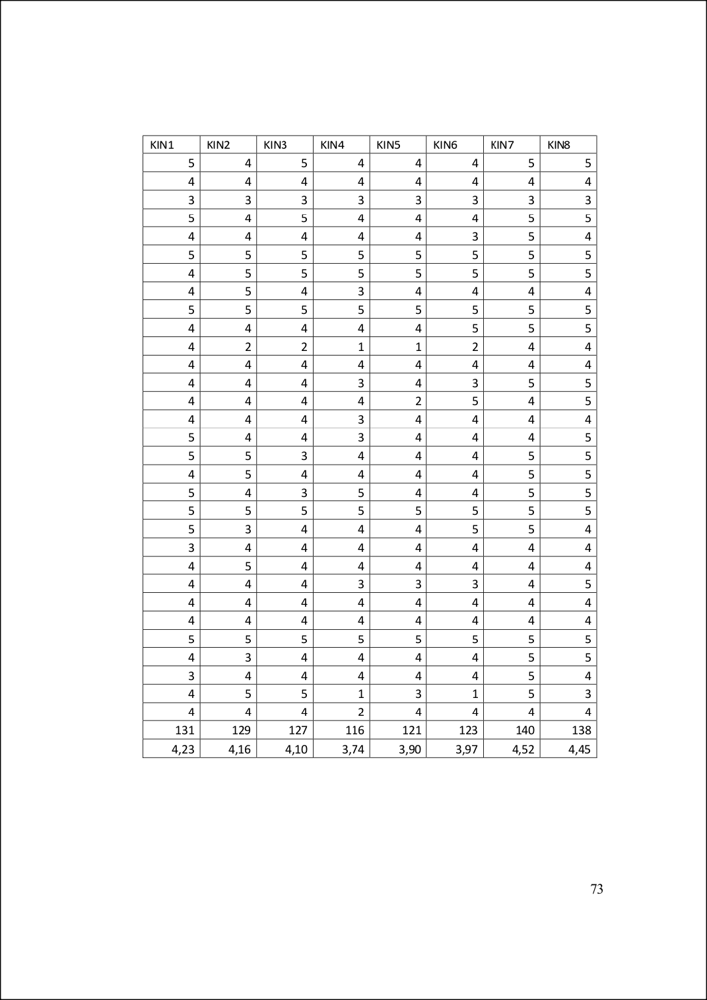 KIN1 KIN2 KIN3 KIN4 KIN5 KIN6 KIN7 KIN8
5 4 5 4 4 4 5 5
4 4 4 4 4 4 4 4
3 3 3 3 3 3 3 3
5 4 5 4 4 4 5 5
4 4 4 4 4 3 5 4
5 5 5 5 5 5 5 5
4 5 5 5 5 5 5 5
4 5 4 3 4 4 4 4
5 5 5 5 5 5 5 5
4 4 4 4 4 5 5 5
4 2 2 1 1 2 4 4
4 4 4 4 4 4 4 4
4 4 4 3 4 3 5 5
4 4 4 4 2 5 4 5
4 4 4 3 4 4 4 4
5 4 4 3 4 4 4 5
5 5 3 4 4 4 5 5
4 5 4 4 4 4 5 5
5 4 3 5 4 4 5 5
5 5 5 5 5 5 5 5
5 3 4 4 4 5 5 4
3 4 4 4 4 4 4 4
4 5 4 4 4 4 4 4
4 4 4 3 3 3 4 5
4 4 4 4 4 4 4 4
4 4 4 4 4 4 4 4
5 5 5 5 5 5 5 5
4 3 4 4 4 4 5 5
3 4 4 4 4 4 5 4
4 5 5 1 3 1 5 3
4 4 4 2 4 4 4 4
131 129 127 116 121 123 140 138
4,23 4,16 4,10 3,74 3,90 3,97 4,52 4,45
73